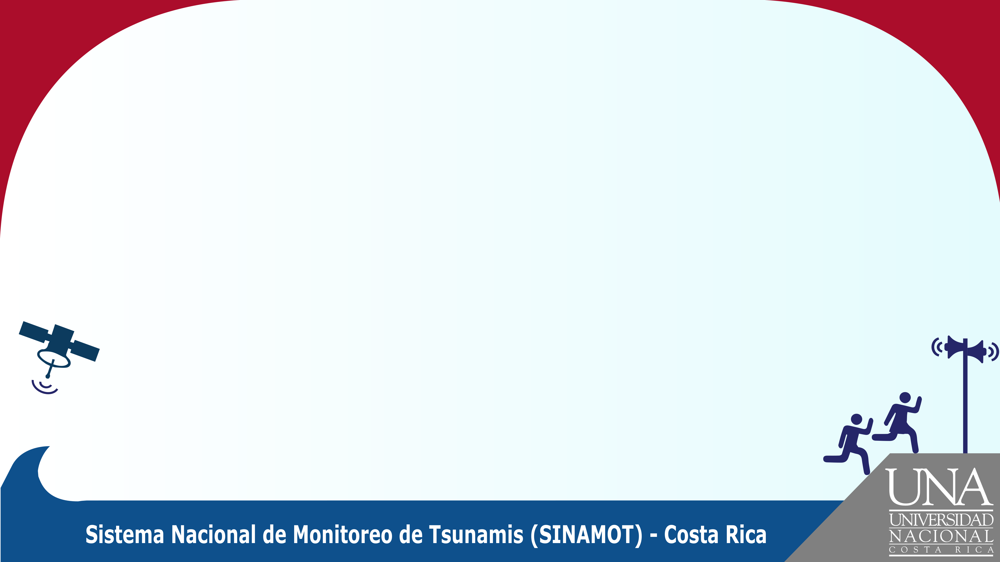 Sistema Nacional de Monitoreo de Tsunamis (SINAMOT) – Costa Rica
UNA
UNIVERSIDAD
NACIONAL
COSTA RICA